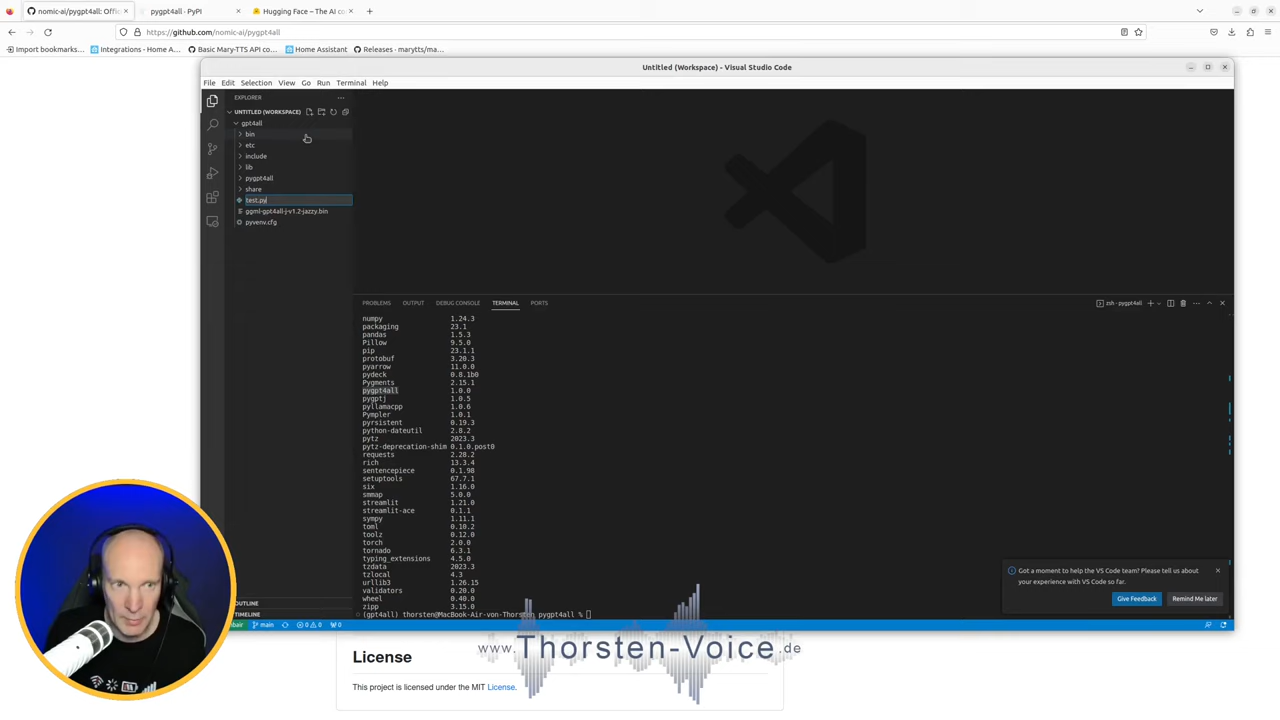 nomic-ai/pygpt4all: Offic
pygpt4all · PyPI
Hugging Face – The AI co
https://github.com/nomic-ai/pygpt4all
Import bookmarks...
Integrations - Home A...
Basic Mary-TTS API co...
Home Assistant
Releases · marytts/ma...
Untitled (Workspace) - Visual Studio Code
File Edit Selection View Go Run Terminal Help
EXPLORER
UNTITLED (WORKSPACE)
gpt4all
bin
etc
include
lib
pygpt4all
share
test.py
ggml-gpt4all-j-v1.2-jazzy.bin
pyvenv.cfg
OUTLINE
TIMELINE
PROBLEMS OUTPUT DEBUG CONSOLE TERMINAL PORTS
zsh - pygpt4all
numpy 1.24.3
packaging 23.1
pandas 1.5.3
Pillow 9.5.0
pip 23.1.1
protobuf 3.20.3
pyarrow 11.0.0
pydeck 0.8.1b0
Pygments 2.15.1
pygpt4all 1.0.0
pygptj 1.0.5
pyllamacpp 1.0.6
Pympler 1.0.1
pyrsistent 0.19.3
python-dateutil 2.8.2
pytz 2023.3
pytz-deprecation-shim 0.1.0.post0
requests 2.28.2
rich 13.3.4
sentencepiece 0.1.98
setuptools 67.7.1
six 1.16.0
smmap 5.0.0
streamlit 1.21.0
streamlit-ace 0.1.1
sympy 1.11.1
toml 0.10.2
toolz 0.12.0
torch 2.0.0
tornado 6.3.1
typing_extensions 4.5.0
tzdata 2023.3
tzlocal 4.3
urllib3 1.26.15
validators 0.20.0
wheel 0.40.0
zipp 3.15.0
(gpt4all) thorsten@MacBook-Air-von-Thorsten pygpt4all %
Got a moment to help the VS Code team? Please tell us about
your experience with VS Code so far.
Give Feedback
Remind Me later
main
0 0
0
www.Thorsten-Voice.de
License
This project is licensed under the MIT License.